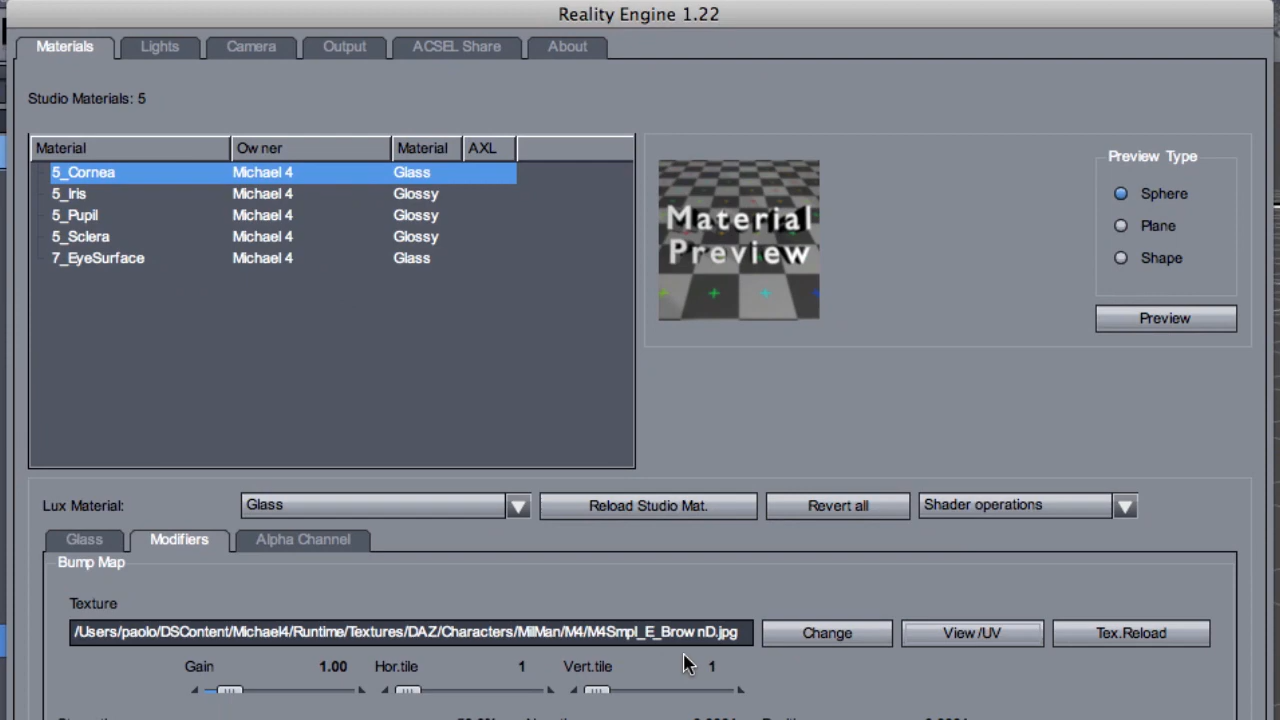 Reality Engine 1.22
Materials Lights Camera Output ACSEL Share About
Studio Materials: 5
Material Owner Material AXL
5_Cornea Michael 4 Glass
5_Iris Michael 4 Glossy
5_Pupil Michael 4 Glossy
5_Sclera Michael 4 Glossy
7_EyeSurface Michael 4 Glass
Material
Preview
Preview Type
Sphere
Plane
Shape
Preview
Lux Material: Glass Reload Studio Mat. Revert all Shader operations
Glass Modifiers Alpha Channel
Bump Map
Texture
/Users/paolo/DSContent/Michael4/Runtime/Textures/DAZ/Characters/MilMan/M4/M4Smpl_E_BrownD.jpg Change View/UV Tex.Reload
Gain 1.00 Hor.tile 1 Vert.tile 1